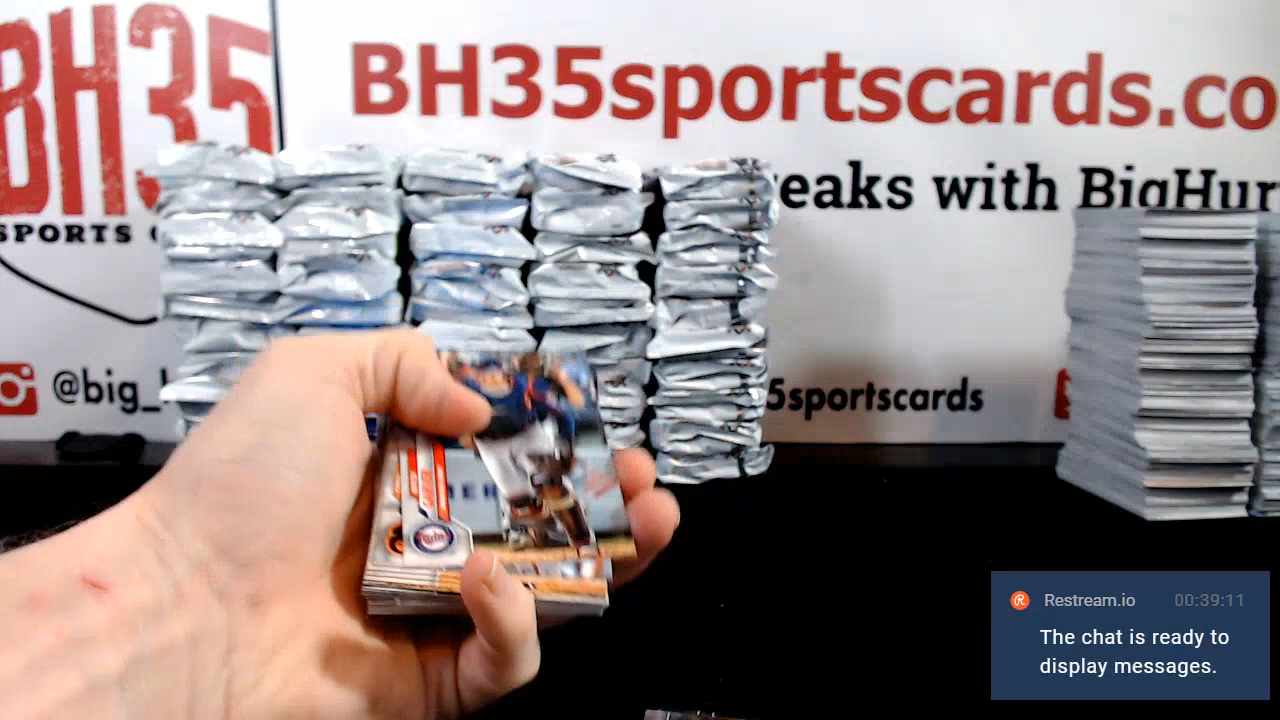 BH35
SPORTS
BH35sportscards.co
reaks with BigHur
@big_
5sportscards
Twins
Restream.io 00:39:11
The chat is ready to
display messages.